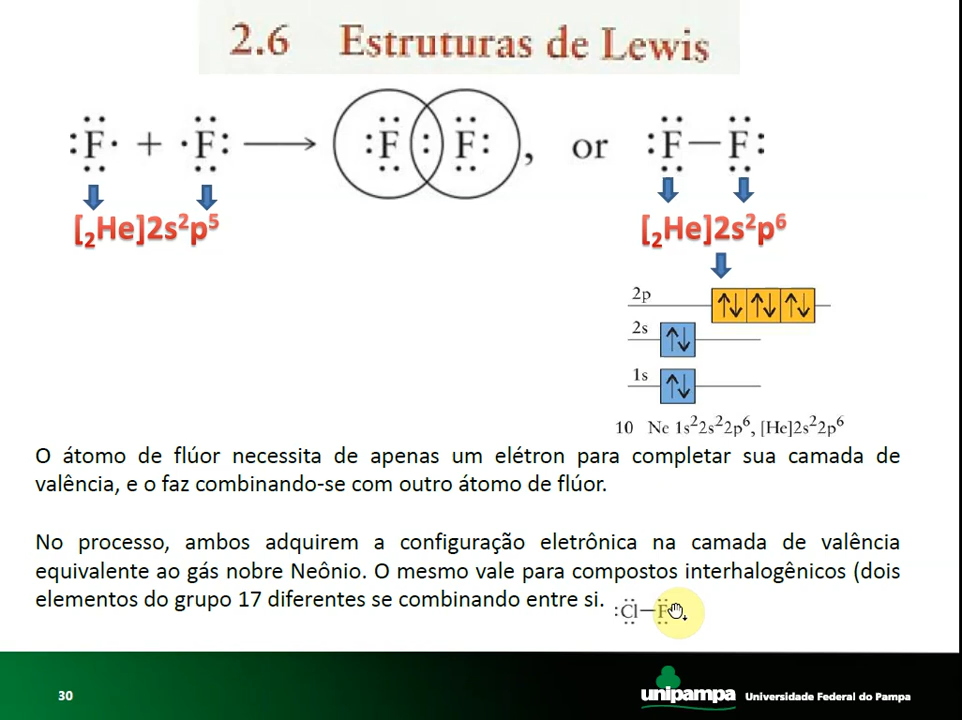 2.6 Estruturas de Lewis
:F· + ·F: ⟶ :F : F: , or :F—F:
[₂He]2s²p⁵ [₂He]2s²p⁶
2p
2s
1s
10 Ne 1s²2s²2p⁶, [He]2s²2p⁶
O átomo de flúor necessita de apenas um elétron para completar sua camada de
valência, e o faz combinando-se com outro átomo de flúor.
No processo, ambos adquirem a configuração eletrônica na camada de valência
equivalente ao gás nobre Neônio. O mesmo vale para compostos interhalogênicos (dois
elementos do grupo 17 diferentes se combinando entre si.
:Cl—F
30
unipampa Universidade Federal do Pampa